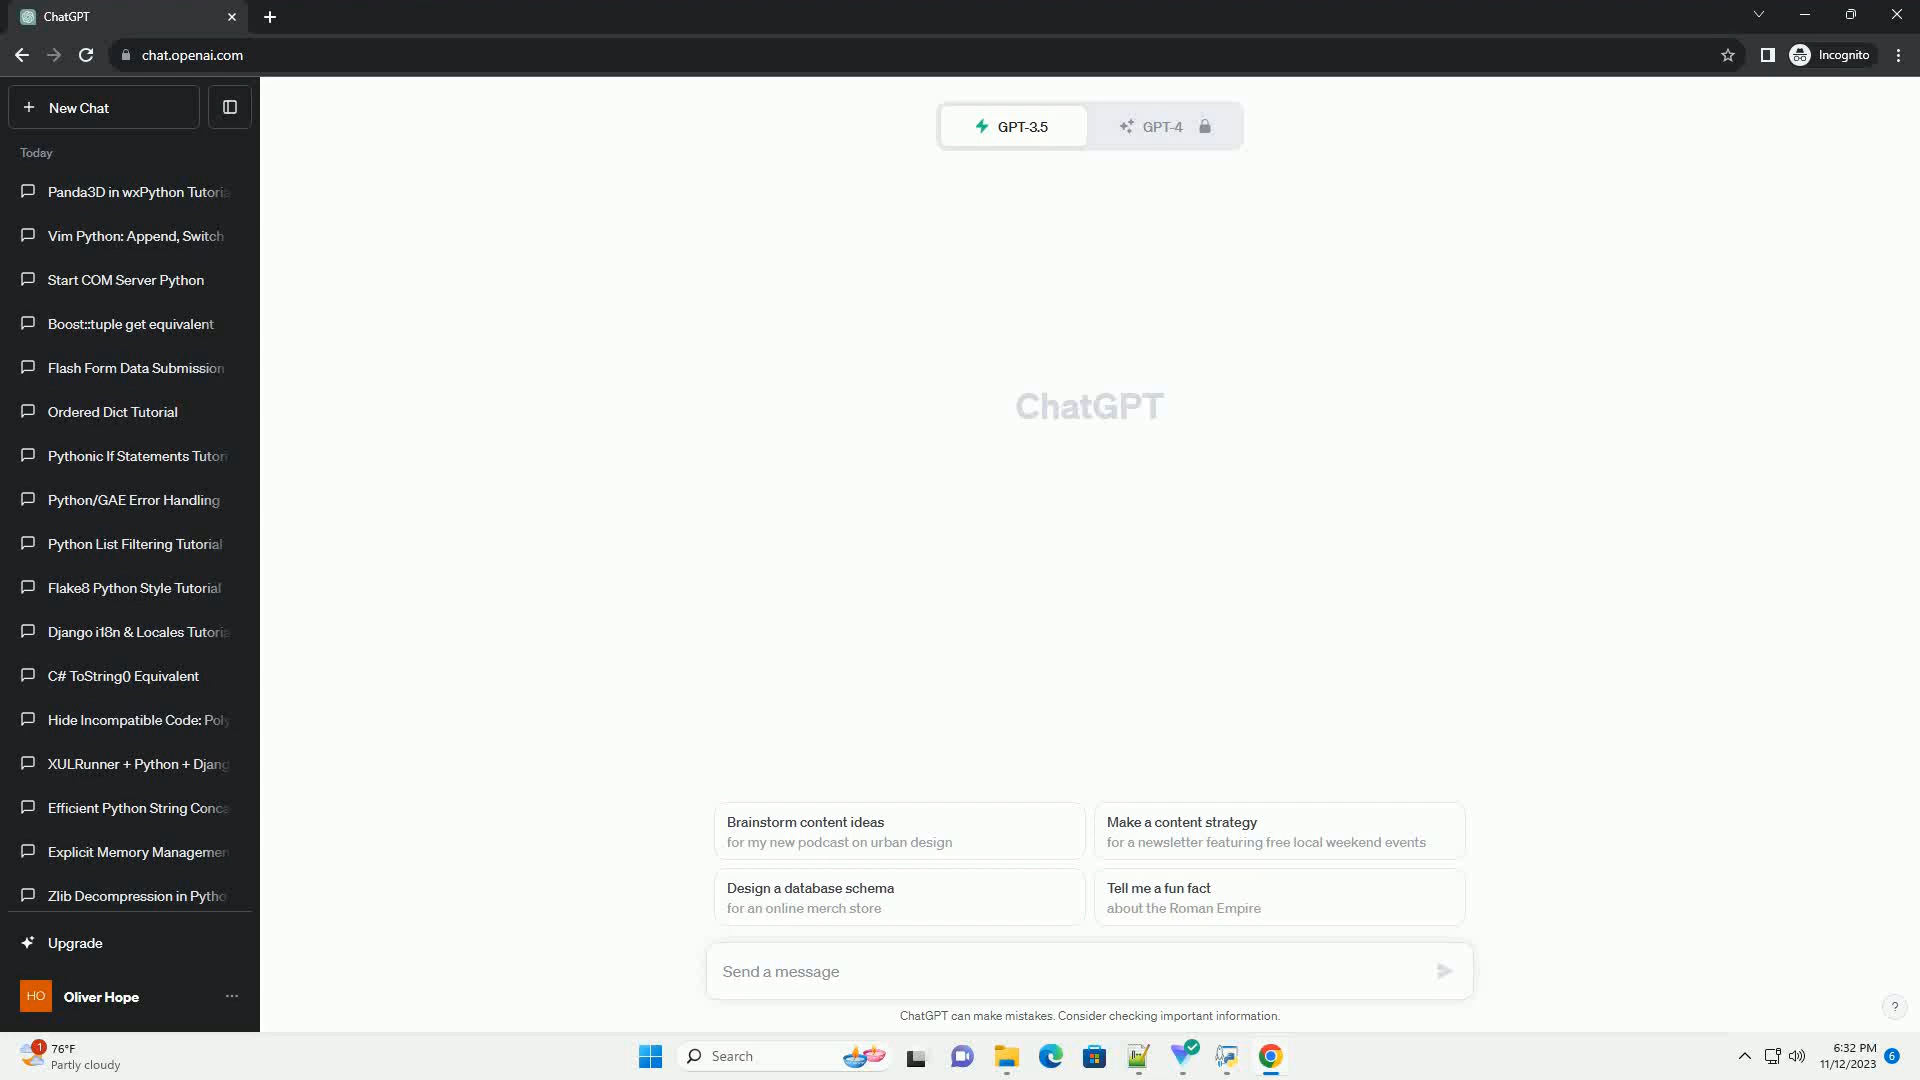 ChatGPT
chat.openai.com
Incognito
New Chat
Today
Panda3D in wxPython Tutoria
Vim Python: Append, Switch
Start COM Server Python
Boost::tuple get equivalent
Flash Form Data Submission
Ordered Dict Tutorial
Pythonic If Statements Tutori
Python/GAE Error Handling
Python List Filtering Tutorial
Flake8 Python Style Tutorial
Django i18n & Locales Tutoria
C# ToString() Equivalent
Hide Incompatible Code: Poly
XULRunner + Python + Djang
Efficient Python String Conca
Explicit Memory Managemen
Zlib Decompression in Pytho
Upgrade
HO
Oliver Hope
GPT-3.5
GPT-4
ChatGPT
Brainstorm content ideas
for my new podcast on urban design
Make a content strategy
for a newsletter featuring free local weekend events
Design a database schema
for an online merch store
Tell me a fun fact
about the Roman Empire
Send a message
ChatGPT can make mistakes. Consider checking important information.
?
1
76°F
Partly cloudy
Search
6:32 PM
11/12/2023
6